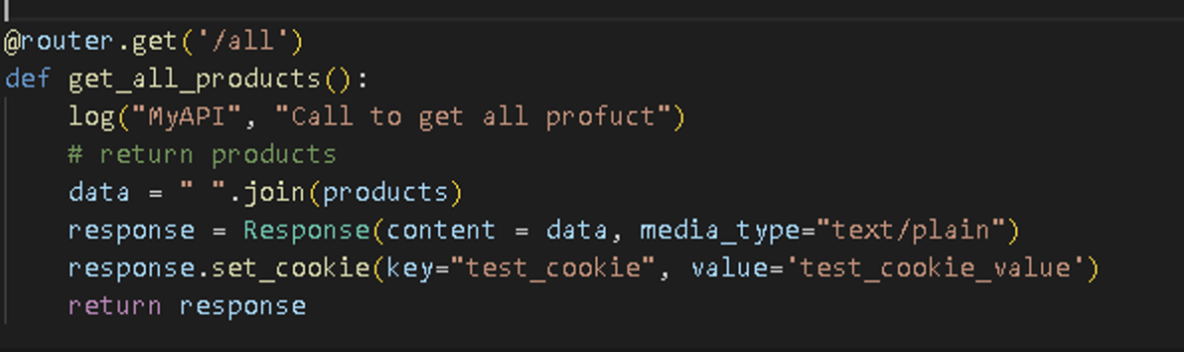 @router.get('/all')
def get_all_products():
    log("MyAPI", "Call to get all profuct")
    # return products
    data = " ".join(products)
    response = Response(content = data, media_type="text/plain")
    response.set_cookie(key="test_cookie", value='test_cookie_value')
    return response